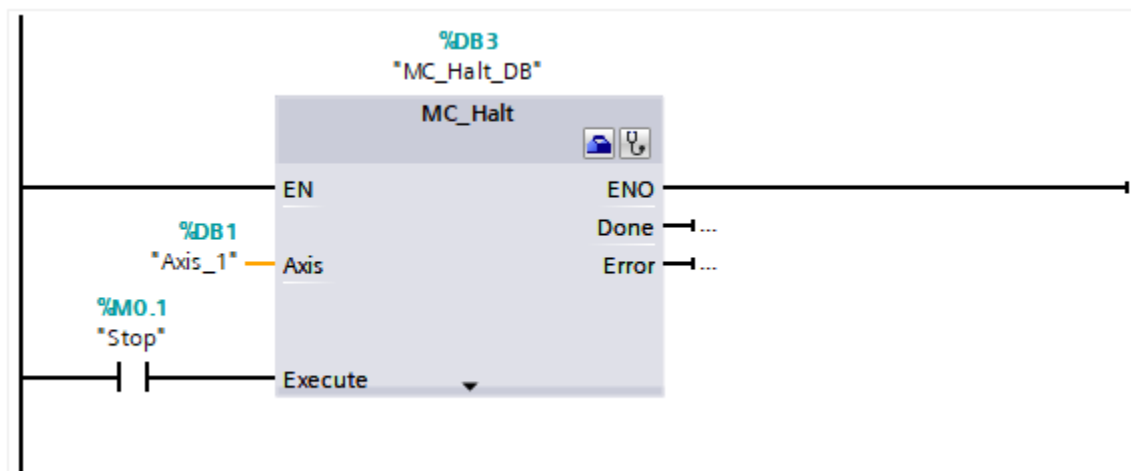 %DB3
"MC_Halt_DB"
MC_Halt
EN ENO
%DB1
"Axis_1" Axis
Done ...
Error ...
%M0.1
"Stop"
Execute